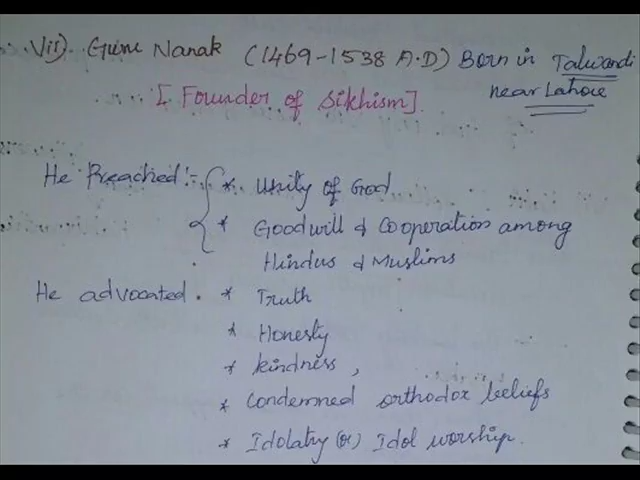 vii) Guru Nanak (1469-1538 A.D) Born in Talwandi
near Lahore
[ Founder of Sikhism].
He Preached:- { * Unity of God
* Goodwill & Cooperation among
Hindus & Muslims
He advocated. * Truth
* Honesty
* kindness,
* Condemned orthodox beliefs
* Idolatry (or) Idol worship.